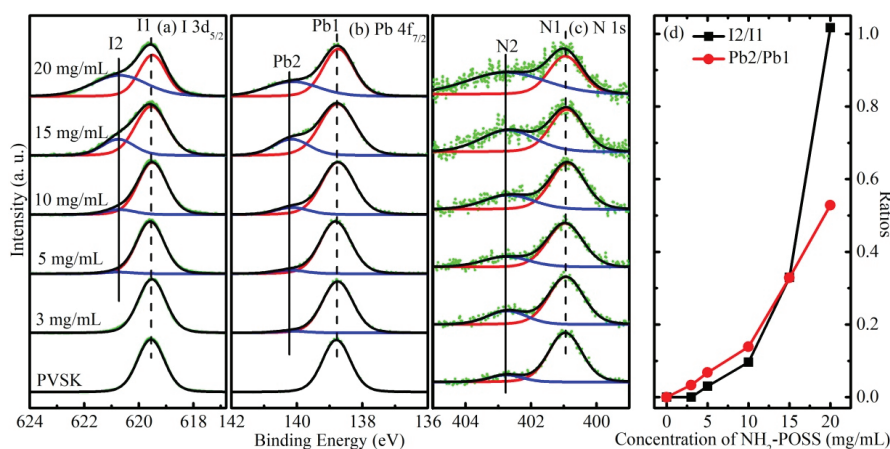 I1 (a) I 3d5/2
I2
20 mg/mL
15 mg/mL
10 mg/mL
5 mg/mL
3 mg/mL
PVSK
Intensity (a. u.)
624 622 620 618
Pb1 (b) Pb 4f7/2
Pb2
142 140 138 136
N1 (c) N 1s
N2
404 402 400
Binding Energy (eV)
(d)
I2/I1
Pb2/Pb1
1.0
0.8
0.6
0.4
0.2
0.0
Ratios
0 5 10 15 20
Concentration of NH2-POSS (mg/mL)